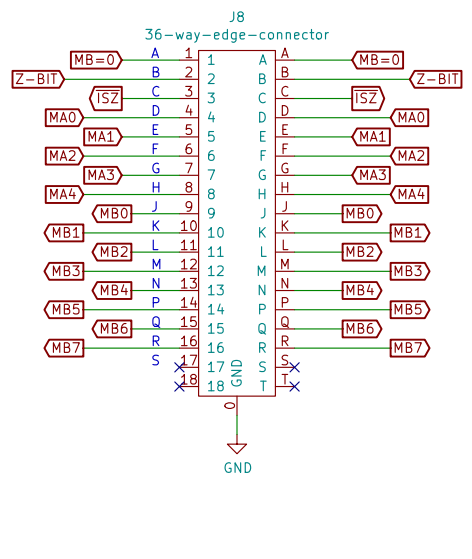 J8
36-way-edge-connector
MB=0 A 1 1 A A MB=0
Z-BIT B 2 2 B B Z-BIT
ISZ C 3 3 C C ISZ
MA0 D 4 4 D D MA0
MA1 E 5 5 E E MA1
MA2 F 6 6 F F MA2
MA3 G 7 7 G G MA3
MA4 H 8 8 H H MA4
MB0 J 9 9 J J MB0
MB1 K 10 10 K K MB1
MB2 L 11 11 L L MB2
MB3 M 12 12 M M MB3
MB4 N 13 13 N N MB4
MB5 P 14 14 P P MB5
MB6 Q 15 15 Q Q MB6
MB7 R 16 16 R R MB7
S 17 17 S S
18 18 T T
GND
0
GND